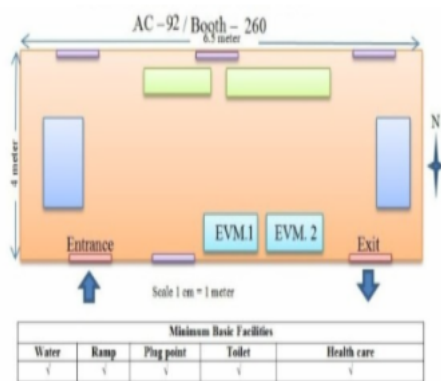 AC -92 / Booth - 260
6.5 meter
4 meter
N
EVM.1
EVM. 2
Entrance
Exit
Scale 1 cm = 1 meter
Minimum Basic Facilities
Water Ramp Plug point Toilet Health care
√ √ √ √ √